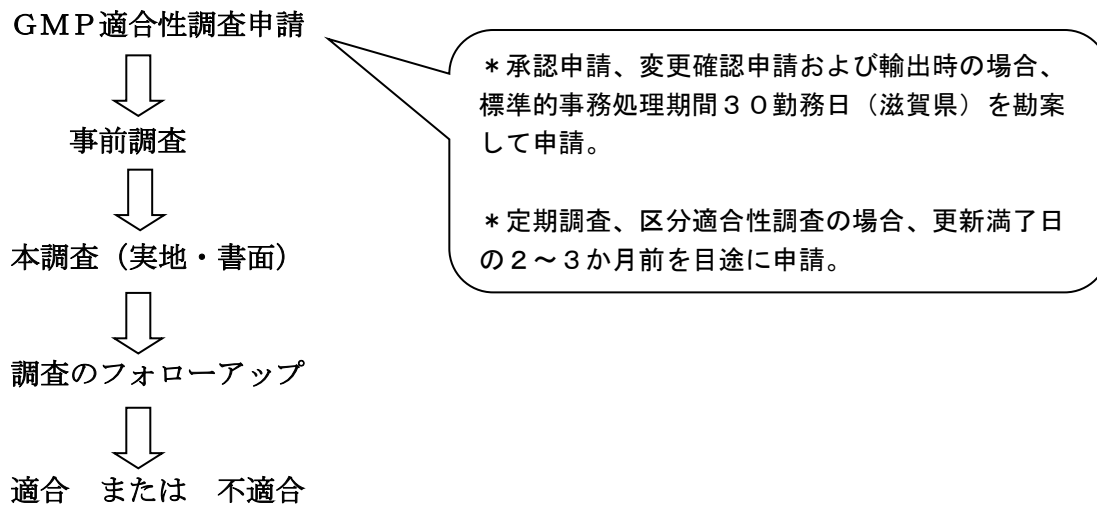 ＧＭＰ適合性調査申請
＊承認申請、変更確認申請および輸出時の場合、
標準的事務処理期間３０勤務日（滋賀県）を勘案
して申請。
＊定期調査、区分適合性調査の場合、更新満了日
の２～３か月前を目途に申請。
事前調査
本調査（実地・書面）
調査のフォローアップ
適合　または　不適合